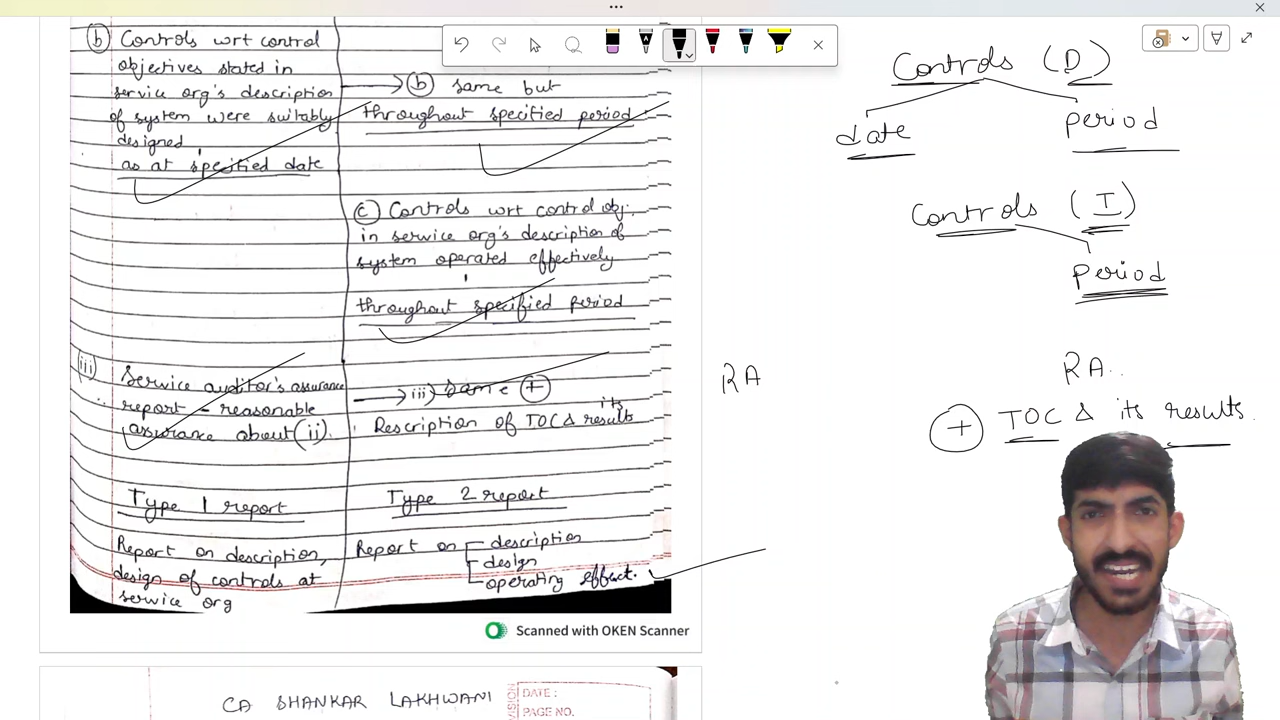 (b) Controls wrt control
objectives stated in
service org's description
of system were suitably
designed
as at specified date
(b) same but
throughout specified period
(c) Controls wrt control obj.
in service org's description of
system operated effectively
throughout specified period
(iii) Service auditor's assurance
report - reasonable
assurance about (ii).
iii) same (+)
Description of TOC & its results
Type 1 report
Type 2 report
Report on description,
design of controls at
service org
Report on description
design
operating effect.
Scanned with OKEN Scanner
CA SHANKAR LAKHWANI
DATE:
PAGE NO.
Controls (D)
date
period
Controls (I)
period
RA
RA..
+ TOC & its results.